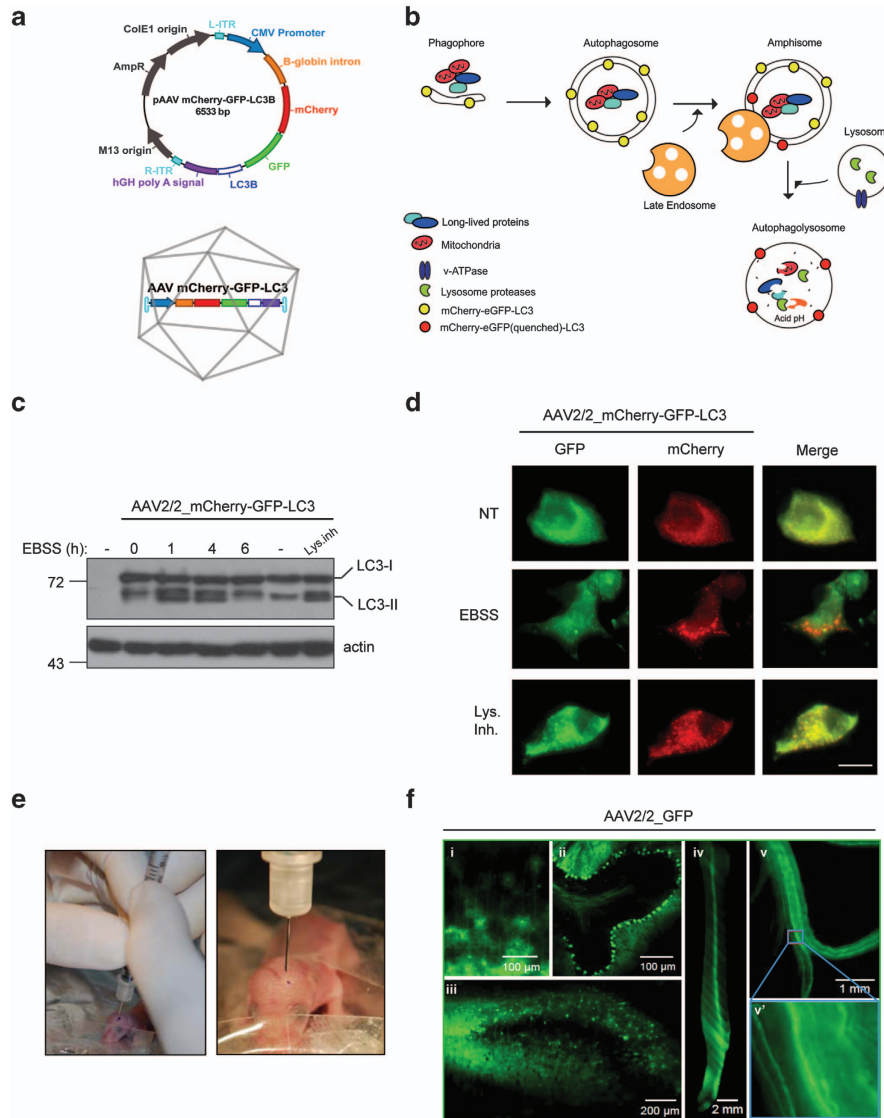 a
ColE1 origin
L-ITR
CMV Promoter
AmpR
B-globin intron
pAAV mCherry-GFP-LC3B
6533 bp
mCherry
M13 origin
R-ITR
GFP
hGH poly A signal
LC3B
AAV mCherry-GFP-LC3
b
Phagophore
Autophagosome
Amphisome
Lysosom
Late Endosome
Autophagolysosome
Acid pH
Long-lived proteins
Mitochondria
v-ATPase
Lysosome proteases
mCherry-eGFP-LC3
mCherry-eGFP(quenched)-LC3
c
AAV2/2_mCherry-GFP-LC3
EBSS (h): - 0 1 4 6 - Lys.inh
72
LC3-I
LC3-II
actin
43
d
AAV2/2_mCherry-GFP-LC3
GFP mCherry Merge
NT
EBSS
Lys.
Inh.
e
f
AAV2/2_GFP
i
100 µm
ii
100 µm
iii
200 µm
iv
2 mm
v
1 mm
v'